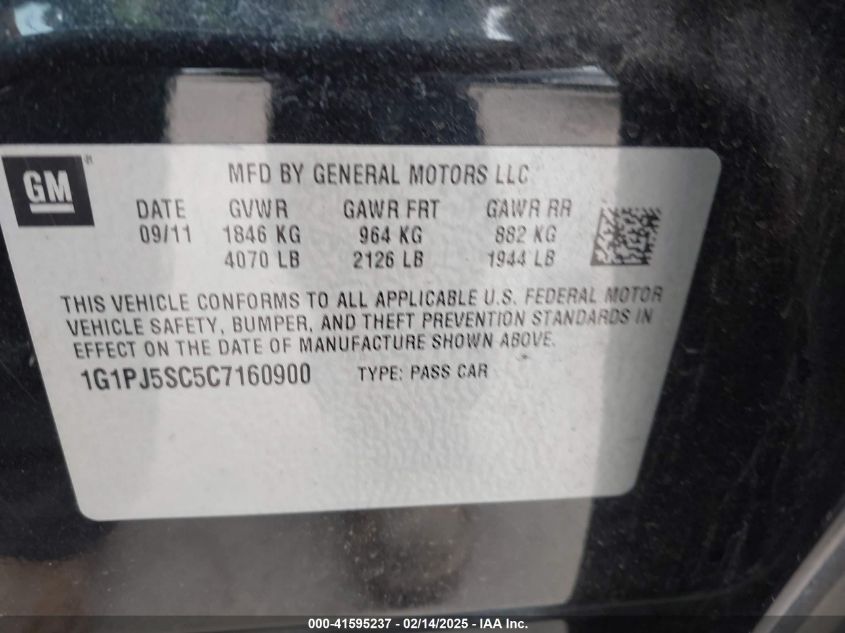 GM
MFD BY GENERAL MOTORS LLC
DATE GVWR GAWR FRT GAWR RR
09/11 1846 KG 964 KG 882 KG
4070 LB 2126 LB 1944 LB
THIS VEHICLE CONFORMS TO ALL APPLICABLE U.S. FEDERAL MOTOR
VEHICLE SAFETY, BUMPER, AND THEFT PREVENTION STANDARDS IN
EFFECT ON THE DATE OF MANUFACTURE SHOWN ABOVE.
1G1PJ5SC5C7160900 TYPE: PASS CAR
000-41595237 - 02/14/2025 - IAA Inc.